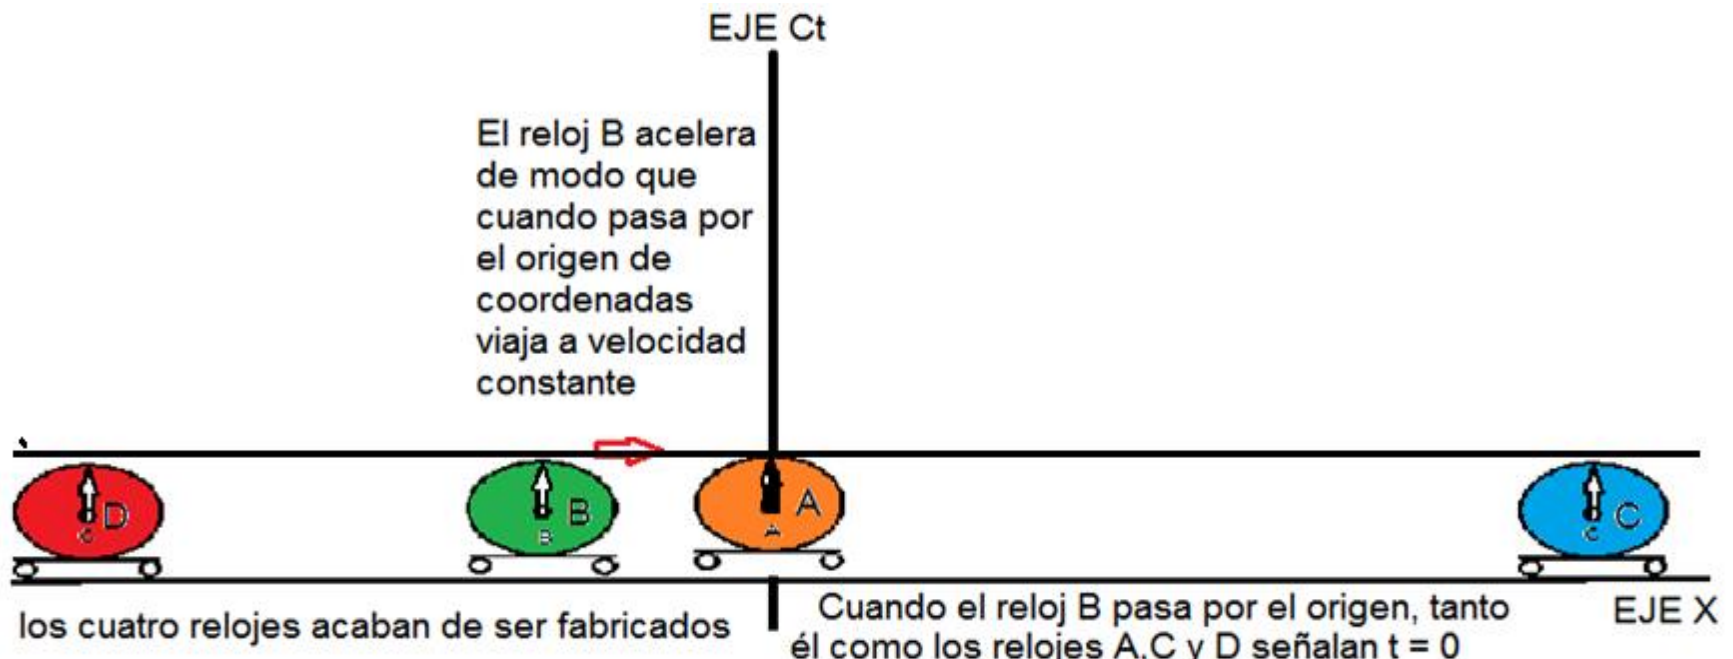 EJE Ct
El reloj B acelera
de modo que
cuando pasa por
el origen de
coordenadas
viaja a velocidad
constante
D
C
B
B
A
A
C
C
los cuatro relojes acaban de ser fabricados
Cuando el reloj B pasa por el origen, tanto
él como los relojes A,C y D señalan t = 0
EJE X